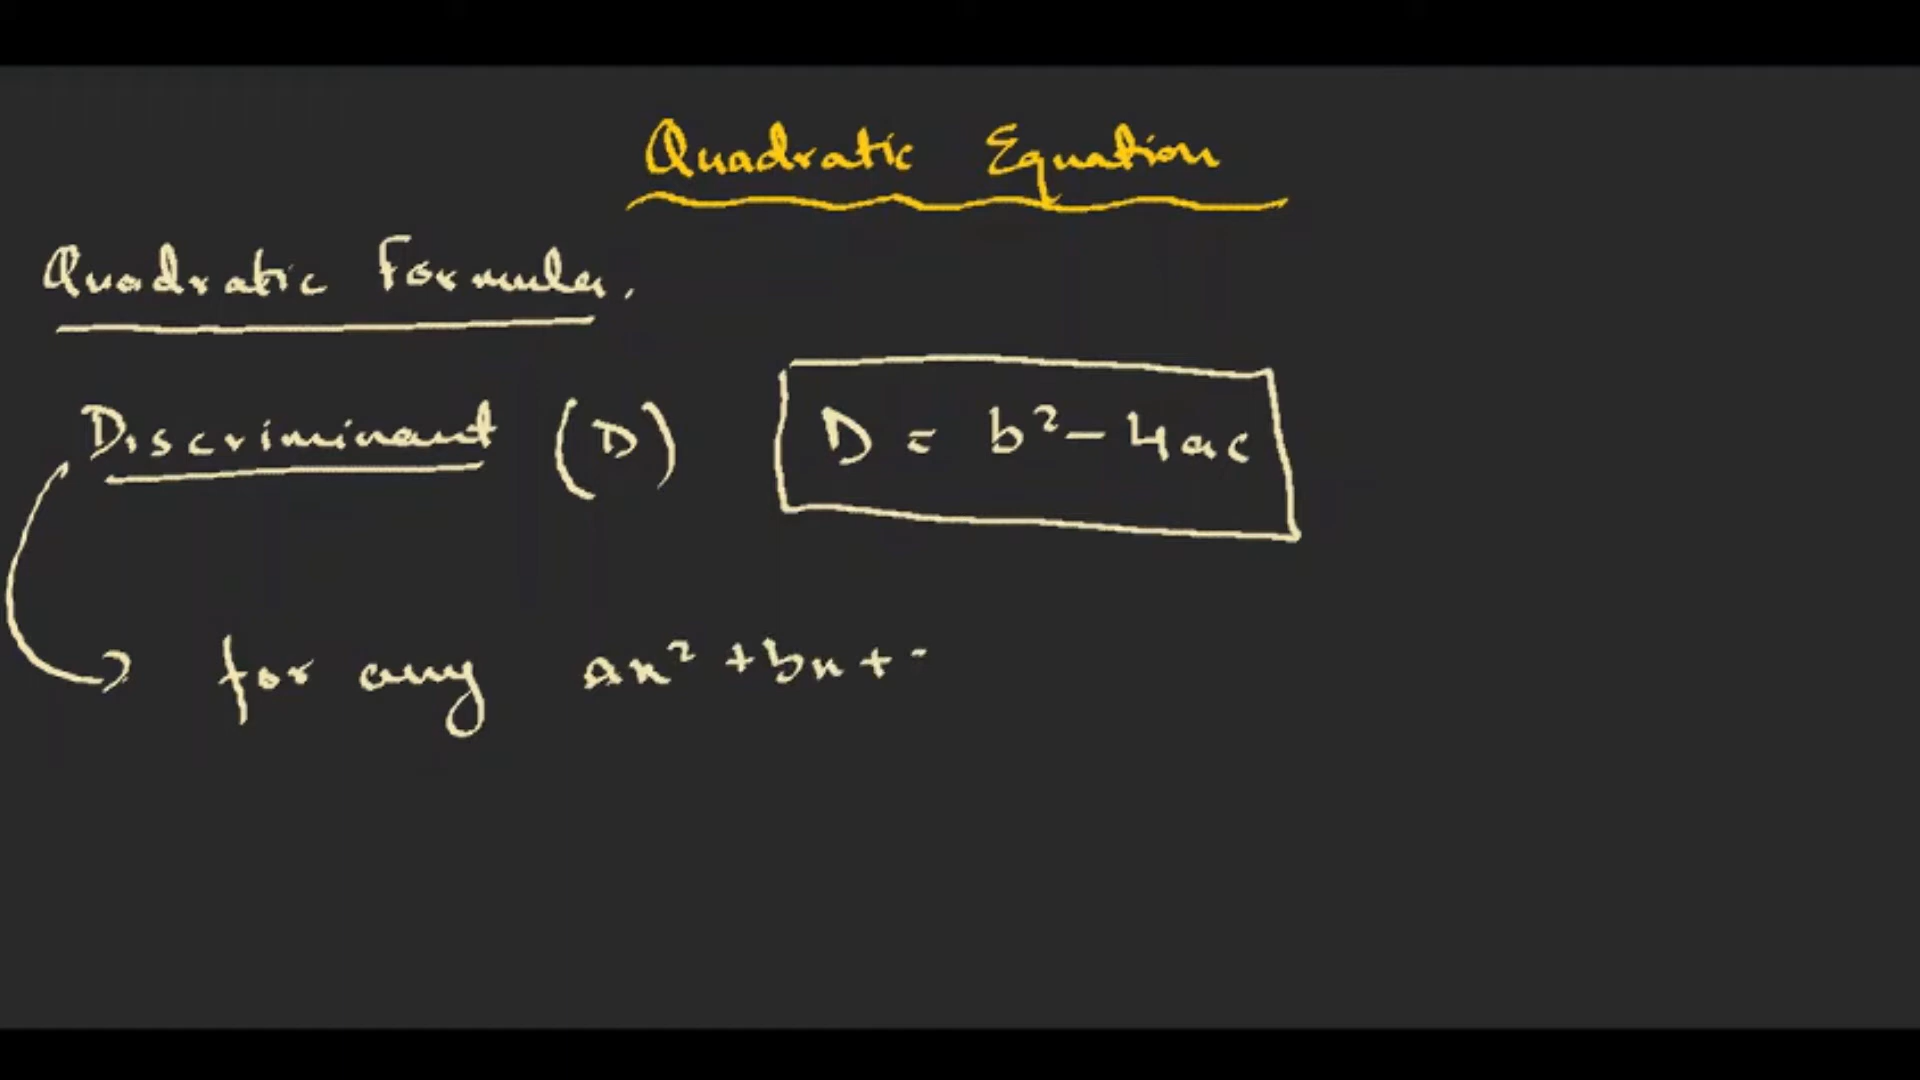 Quadratic Equation
Quadratic Formula.
Discriminant (D) D = b² - 4ac
for any ax² + bx +